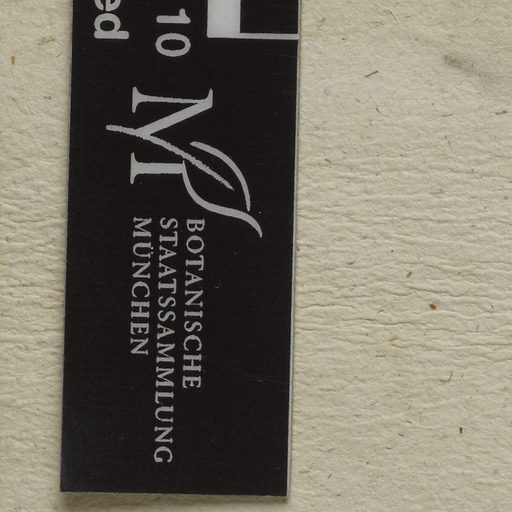 10
ed
M
BOTANISCHE
STAATSSAMMLUNG
MÜNCHEN